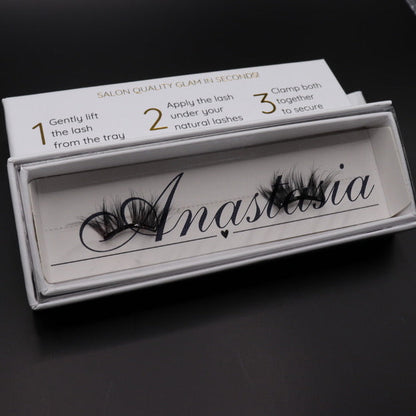 SALON QUALITY GLAM IN SECONDS!
1 Gently lift
the lash
from the tray
2 Apply the lash
under your
natural lashes
3 Clamp both
together
to secure
Anastasia